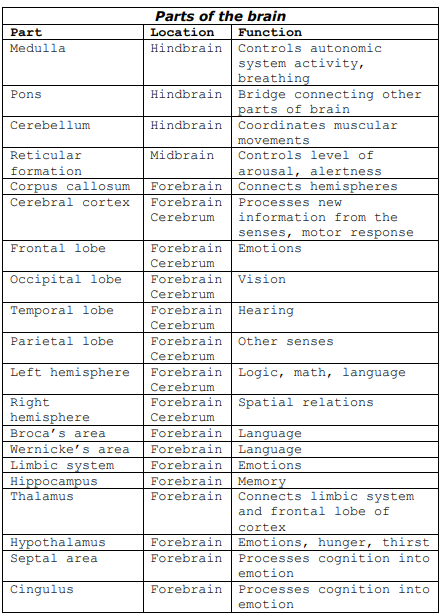 Parts of the brain
Part Location Function
Medulla Hindbrain Controls autonomic
system activity,
breathing
Pons Hindbrain Bridge connecting other
parts of brain
Cerebellum Hindbrain Coordinates muscular
movements
Reticular Midbrain Controls level of
formation arousal, alertness
Corpus callosum Forebrain Connects hemispheres
Cerebral cortex Forebrain Processes new
Cerebrum information from the
senses, motor response
Frontal lobe Forebrain Emotions
Cerebrum
Occipital lobe Forebrain Vision
Cerebrum
Temporal lobe Forebrain Hearing
Cerebrum
Parietal lobe Forebrain Other senses
Cerebrum
Left hemisphere Forebrain Logic, math, language
Cerebrum
Right Forebrain Spatial relations
hemisphere Cerebrum
Broca’s area Forebrain Language
Wernicke’s area Forebrain Language
Limbic system Forebrain Emotions
Hippocampus Forebrain Memory
Thalamus Forebrain Connects limbic system
and frontal lobe of
cortex
Hypothalamus Forebrain Emotions, hunger, thirst
Septal area Forebrain Processes cognition into
emotion
Cingulus Forebrain Processes cognition into
emotion